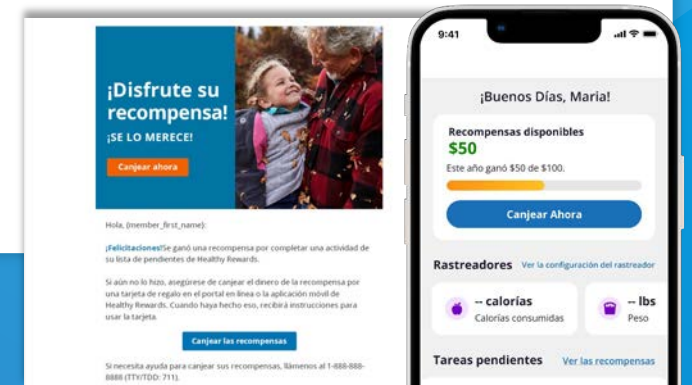 ¡Disfrute su
recompensa!
¡SE LO MERECE!
Canjear ahora
Hola, {member_first_name}:
¡Felicitaciones!Se ganó una recompensa por completar una actividad de
su lista de pendientes de Healthy Rewards.
Si aún no lo hizo, asegúrese de canjear el dinero de la recompensa por
una tarjeta de regalo en el portal en línea o la aplicación móvil de
Healthy Rewards. Cuando haya hecho eso, recibirá instrucciones para
usar la tarjeta.
Canjear las recompensas
Si necesita ayuda para canjear sus recompensas, llámenos al 1-888-888-
8888 (TTY/TDD: 711).
9:41
¡Buenos Días, Maria!
Recompensas disponibles
$50
Este año ganó $50 de $100.
Canjear Ahora
Rastreadores Ver la configuración del rastreador
-- calorías
Calorías consumidas
-- lbs
Peso
Tareas pendientes Ver las recompensas